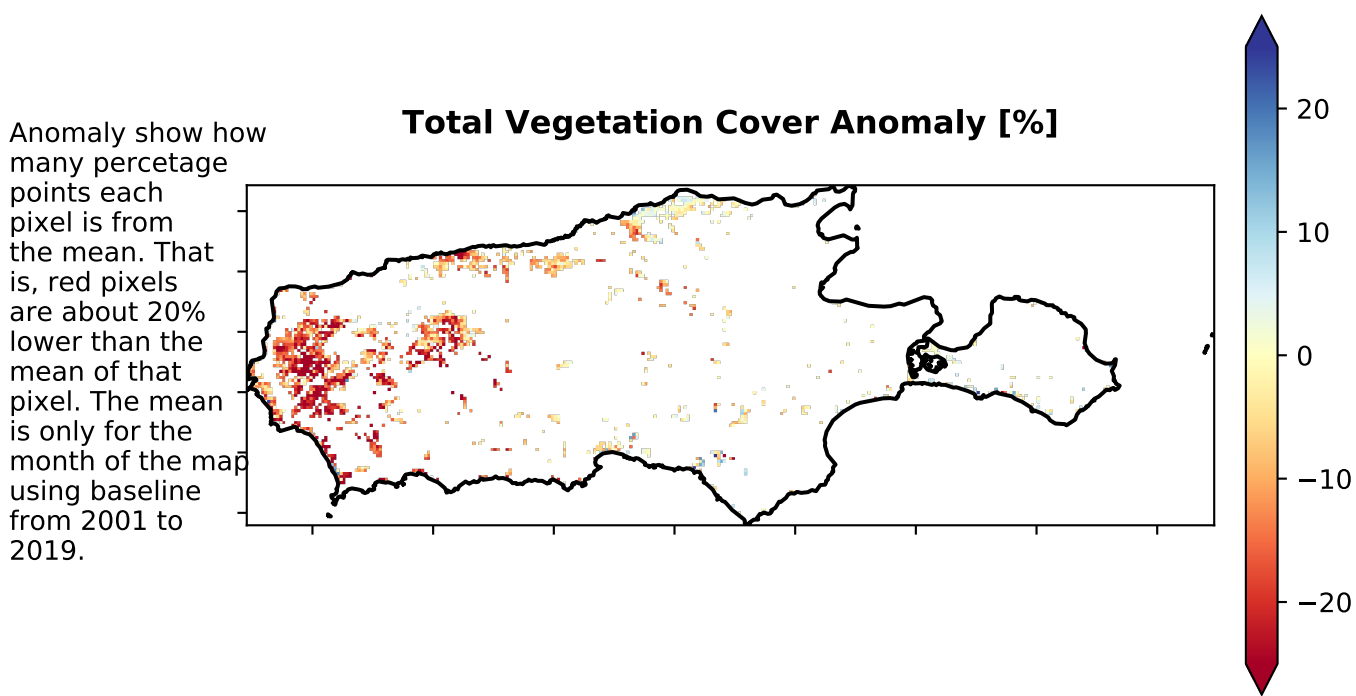 Total Vegetation Cover Anomaly [%]
Anomaly show how
many percetage
points each
pixel is from
the mean. That
is, red pixels
are about 20%
lower than the
mean of that
pixel. The mean
is only for the
month of the map
using baseline
from 2001 to
2019.
20
10
0
−10
−20